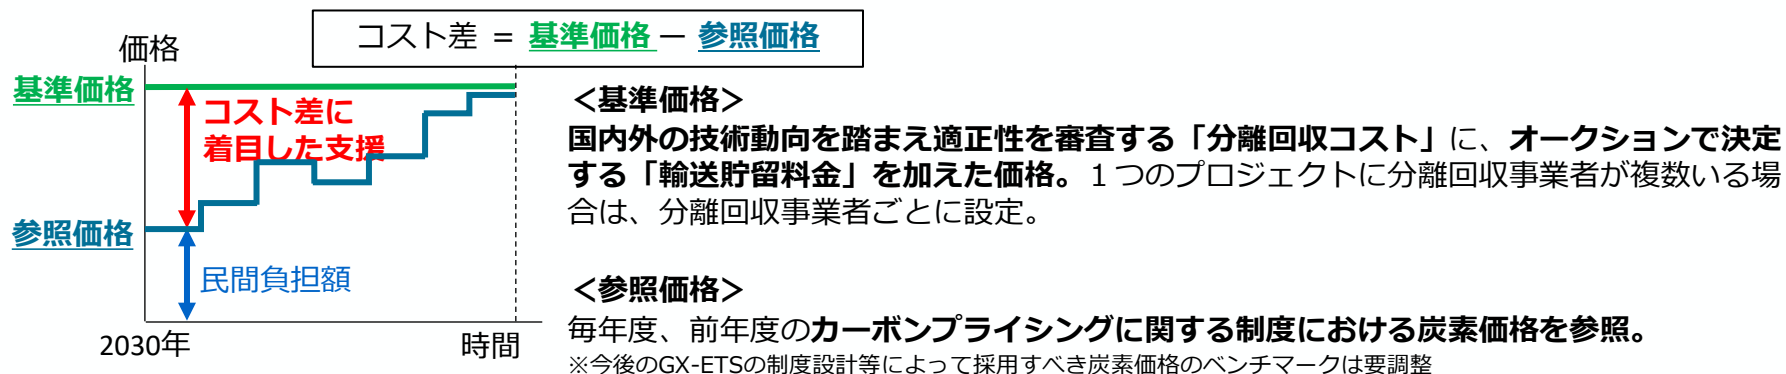 コスト差 = 基準価格 ー 参照価格
価格
基準価格
コスト差に
着目した支援
参照価格
民間負担額
2030年
時間
＜基準価格＞
国内外の技術動向を踏まえ適正性を審査する「分離回収コスト」に、オークションで決定
する「輸送貯留料金」を加えた価格。１つのプロジェクトに分離回収事業者が複数いる場
合は、分離回収事業者ごとに設定。
＜参照価格＞
毎年度、前年度のカーボンプライシングに関する制度における炭素価格を参照。
※今後のGX-ETSの制度設計等によって採用すべき炭素価格のベンチマークは要調整